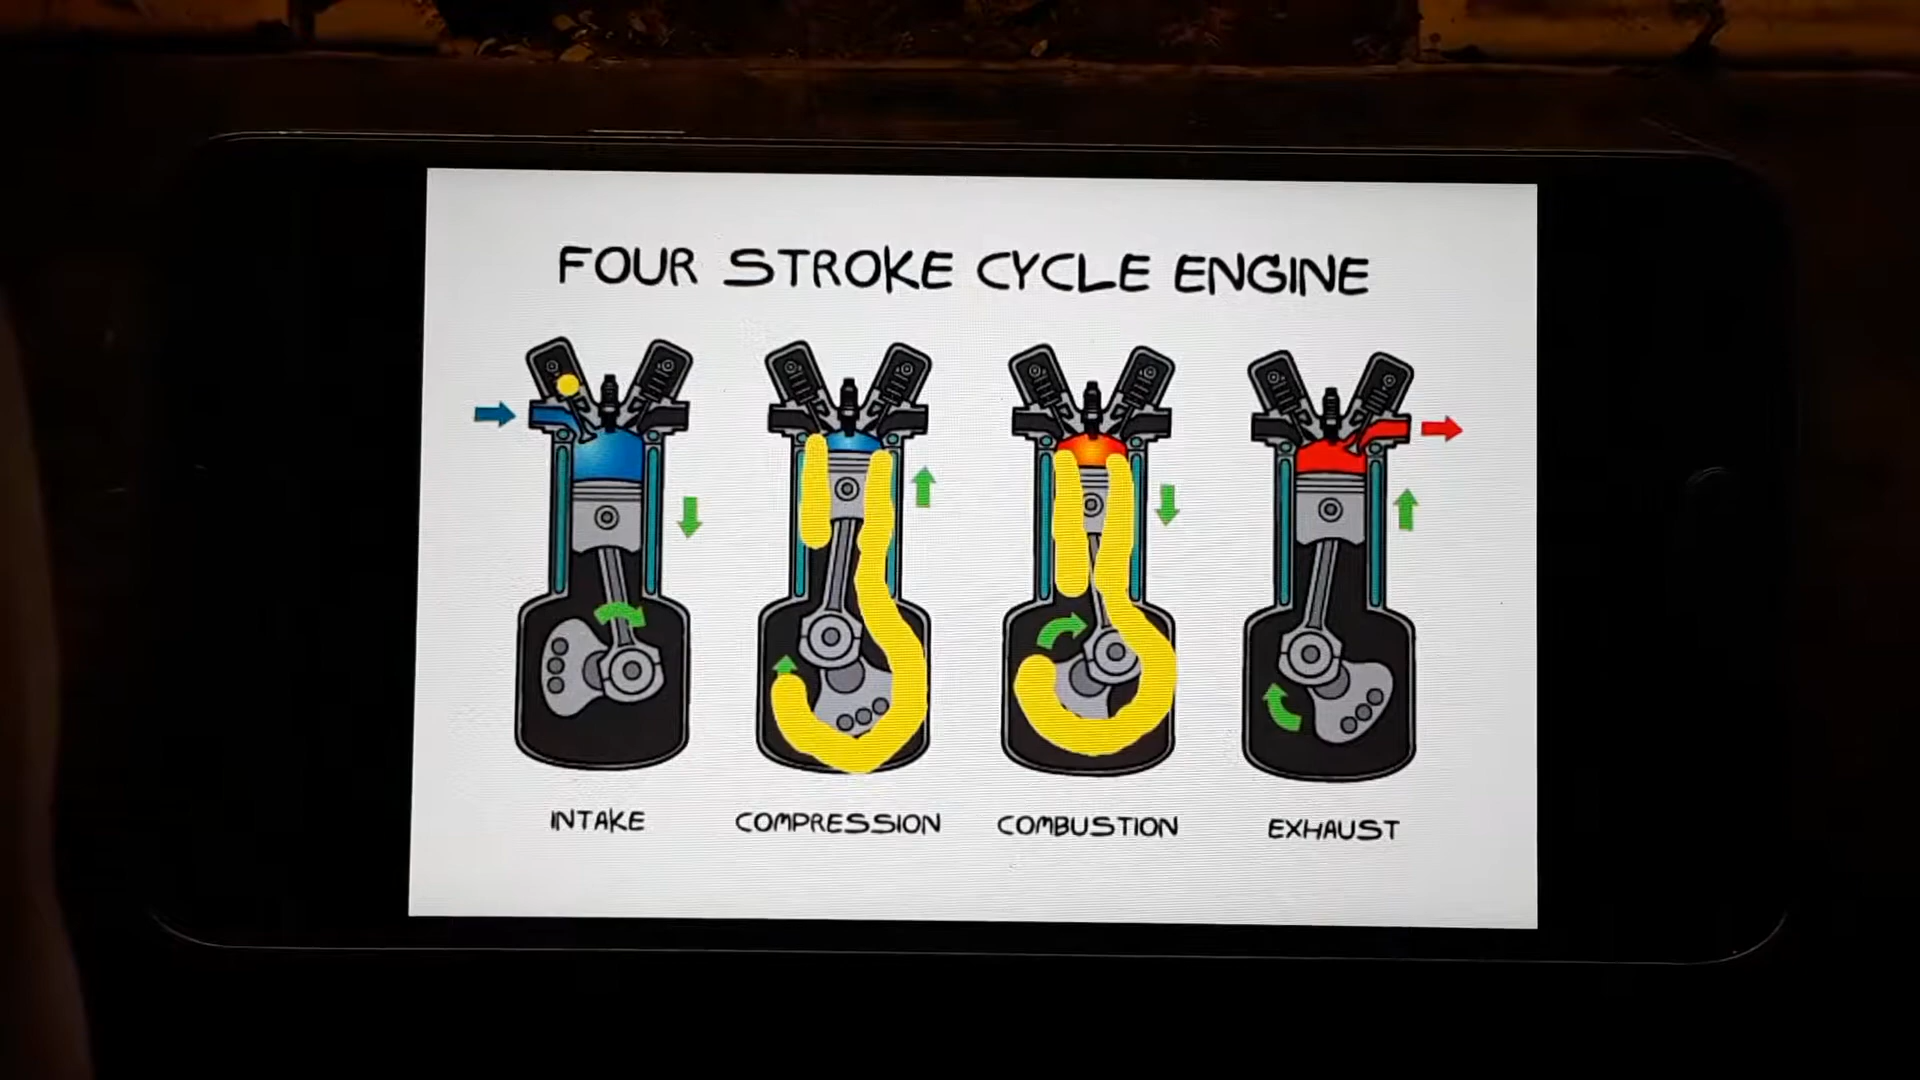 FOUR STROKE CYCLE ENGINE
INTAKE
COMPRESSION
COMBUSTION
EXHAUST